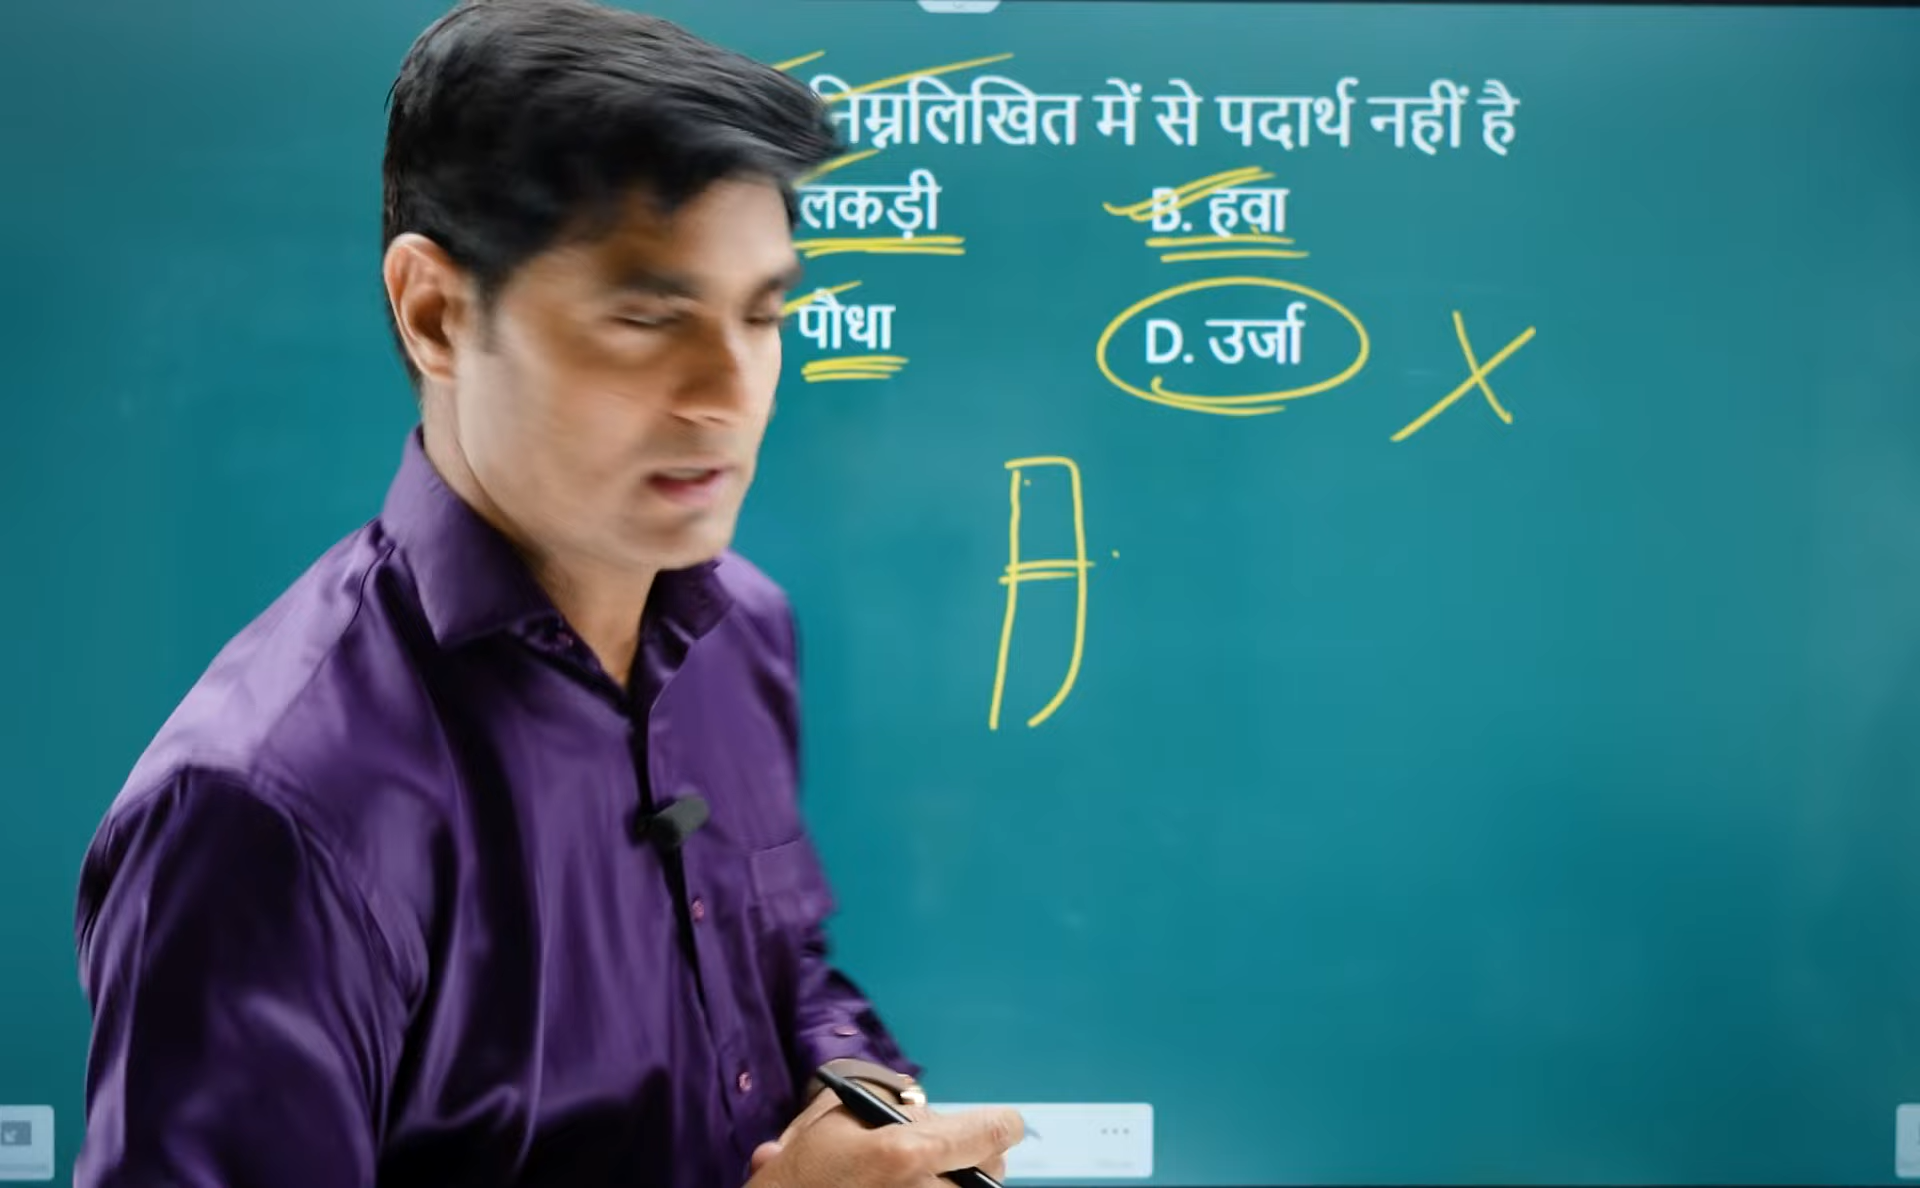 निम्नलिखित में से पदार्थ नहीं है
लकड़ी B. हवा
पौधा D. उर्जा